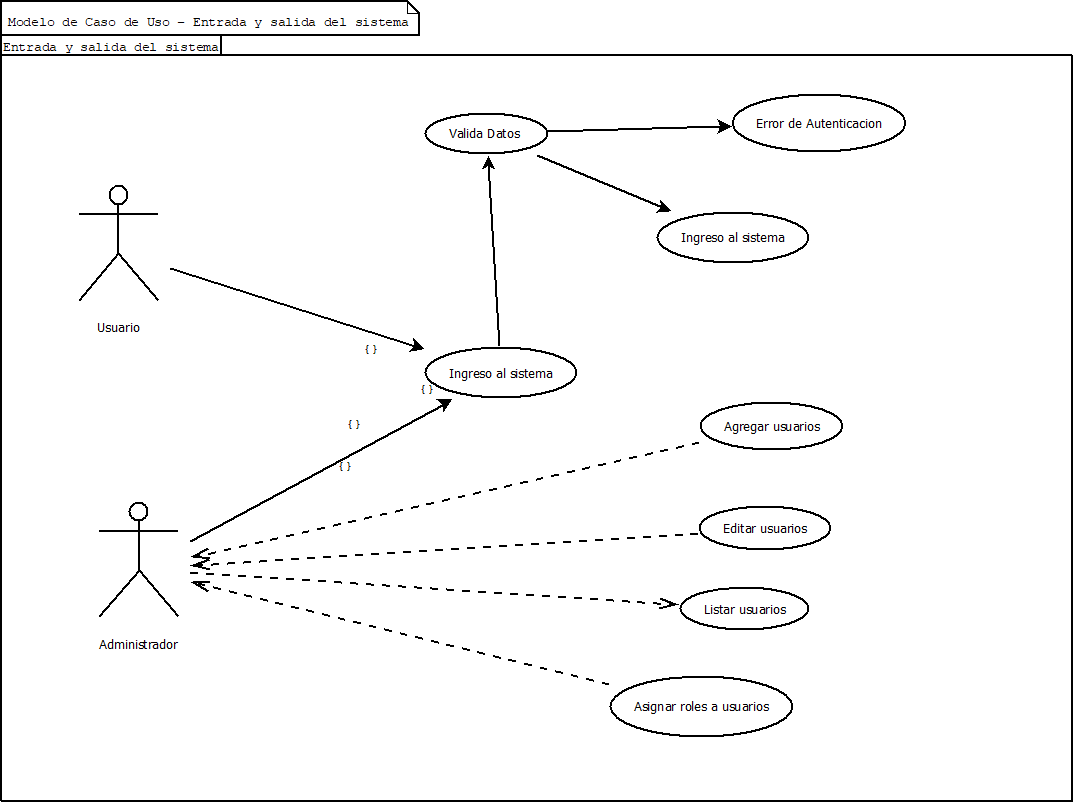 Modelo de Caso de Uso - Entrada y salida del sistema
Entrada y salida del sistema
Valida Datos
Error de Autenticacion
Ingreso al sistema
Usuario
{}
Ingreso al sistema
{}
{}
Agregar usuarios
{}
Editar usuarios
Listar usuarios
Administrador
Asignar roles a usuarios